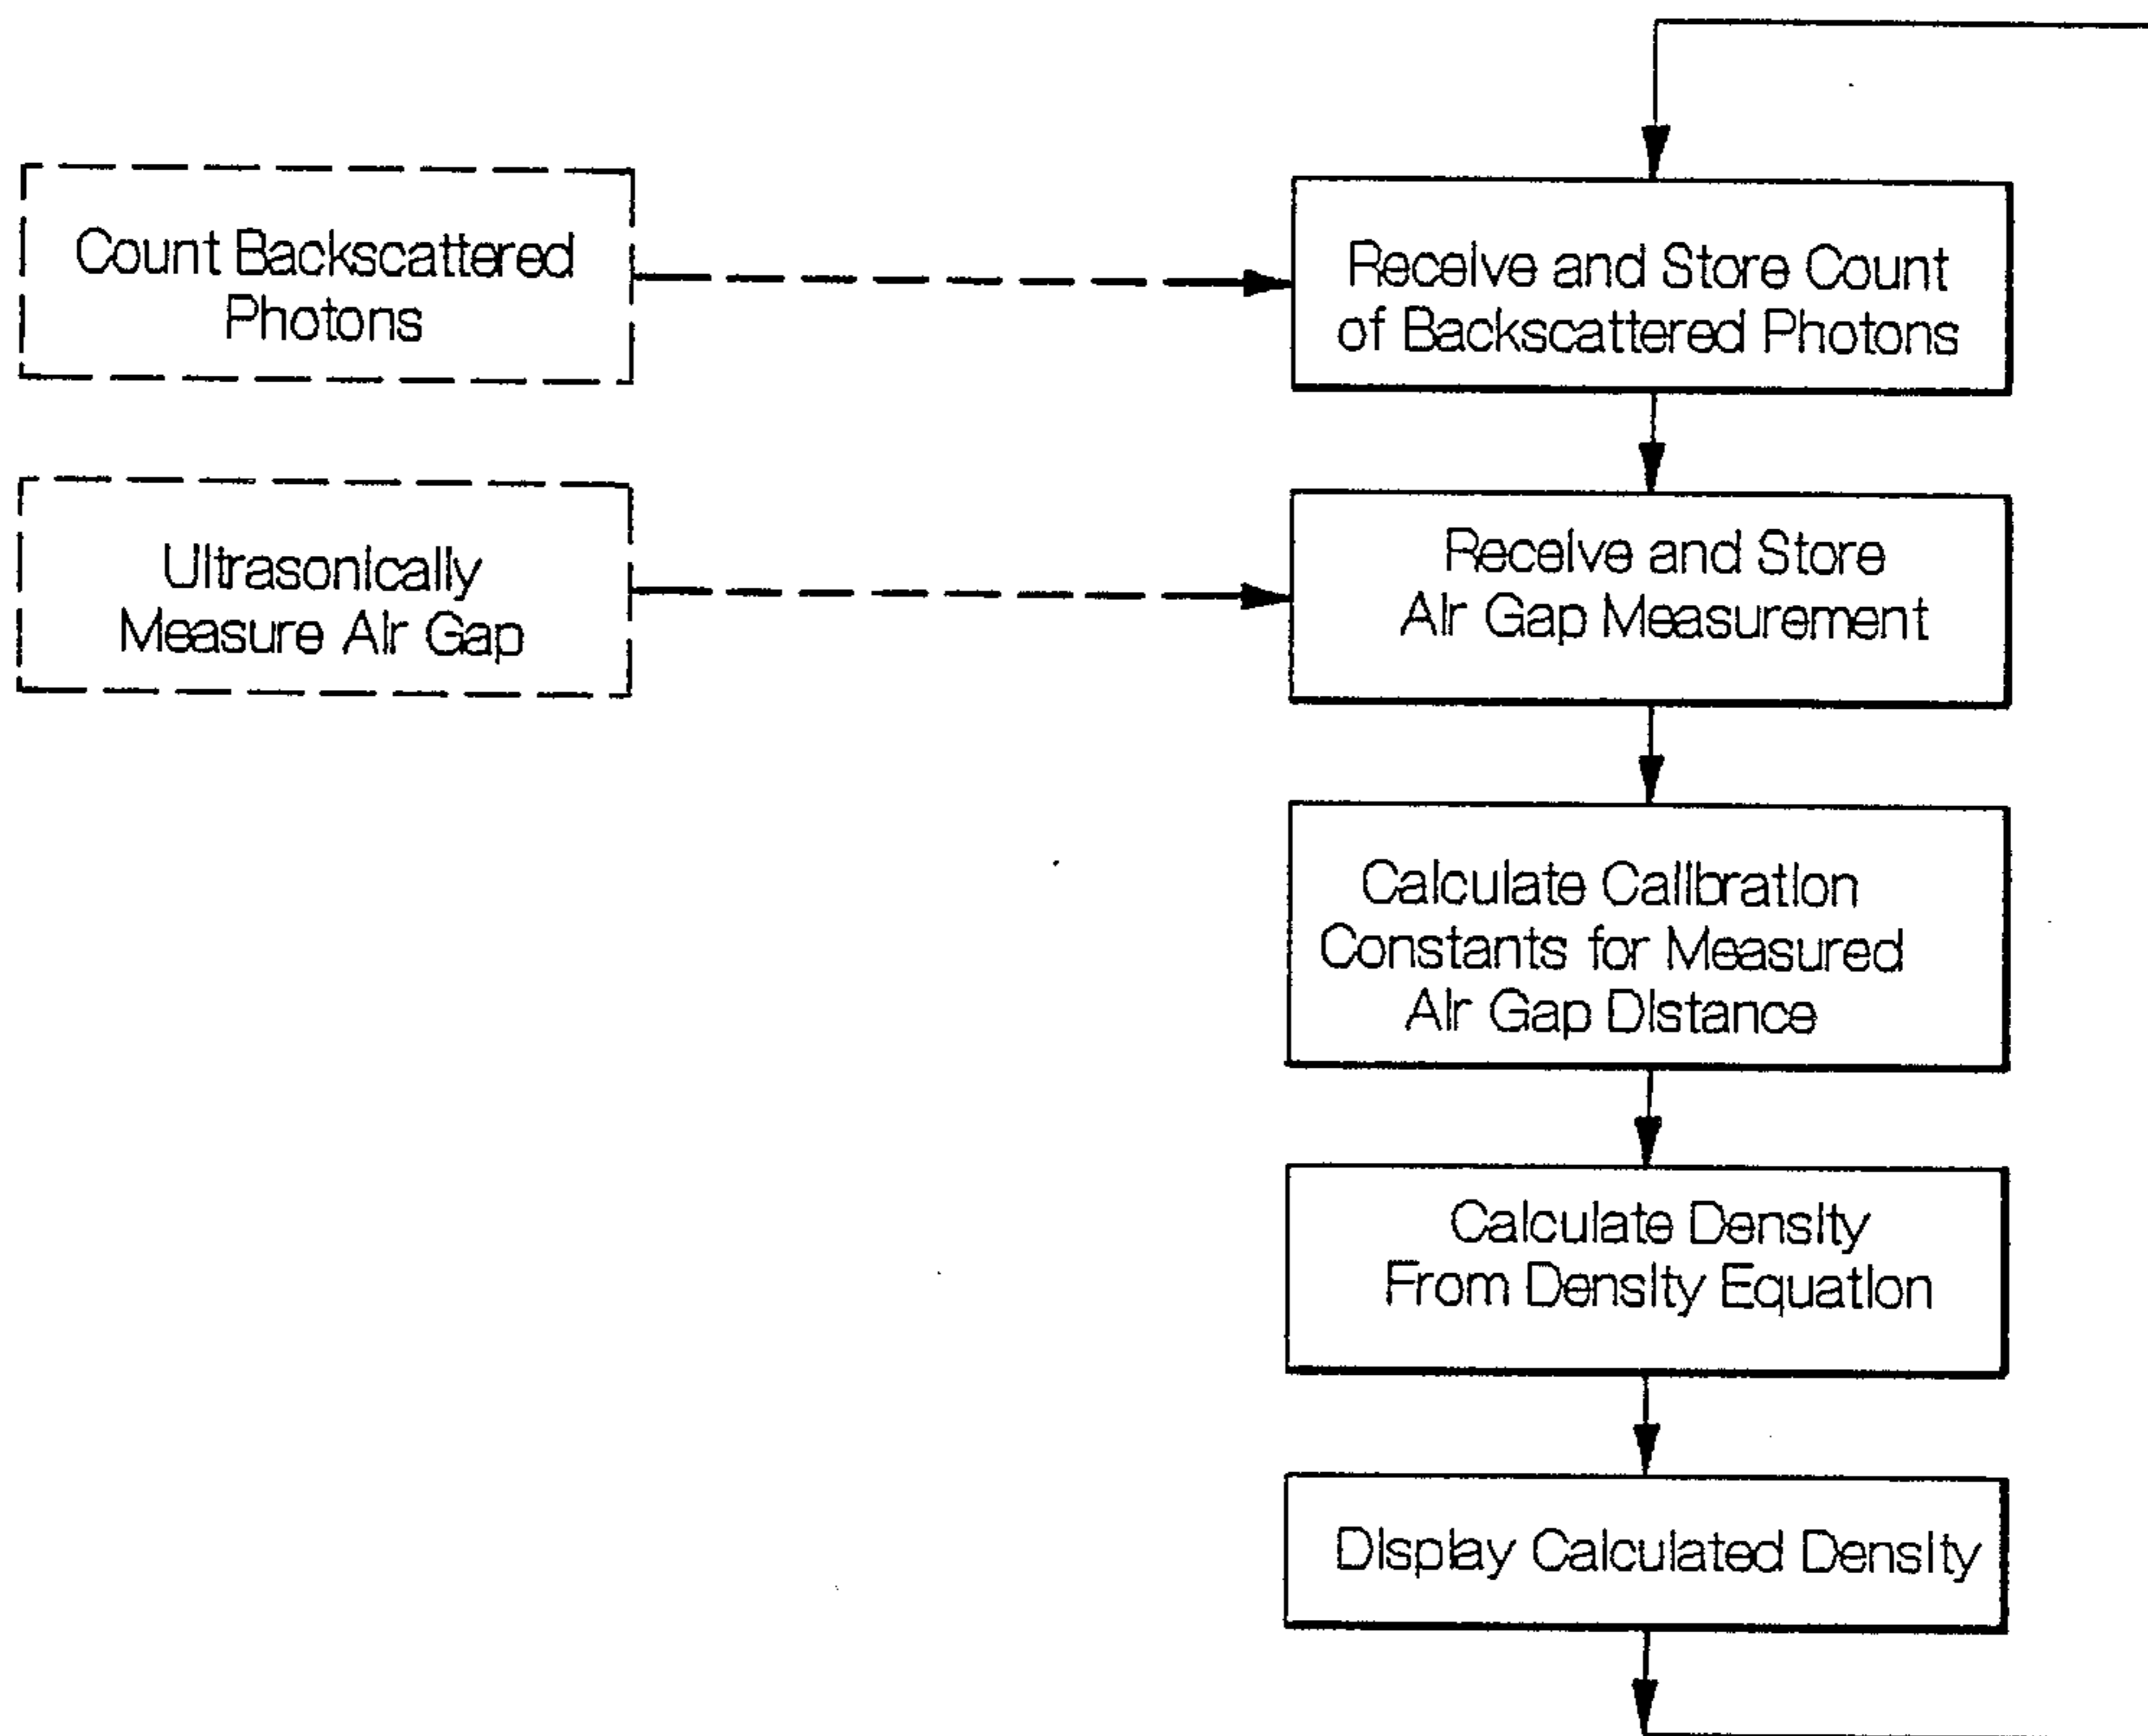 Count Backscattered
Photons
Receive and Store Count
of Backscattered Photons
Ultrasonically
Measure Air Gap
Receive and Store
Air Gap Measurement
Calculate Calibration
Constants for Measured
Air Gap Distance
Calculate Density
From Density Equation
Display Calculated Density